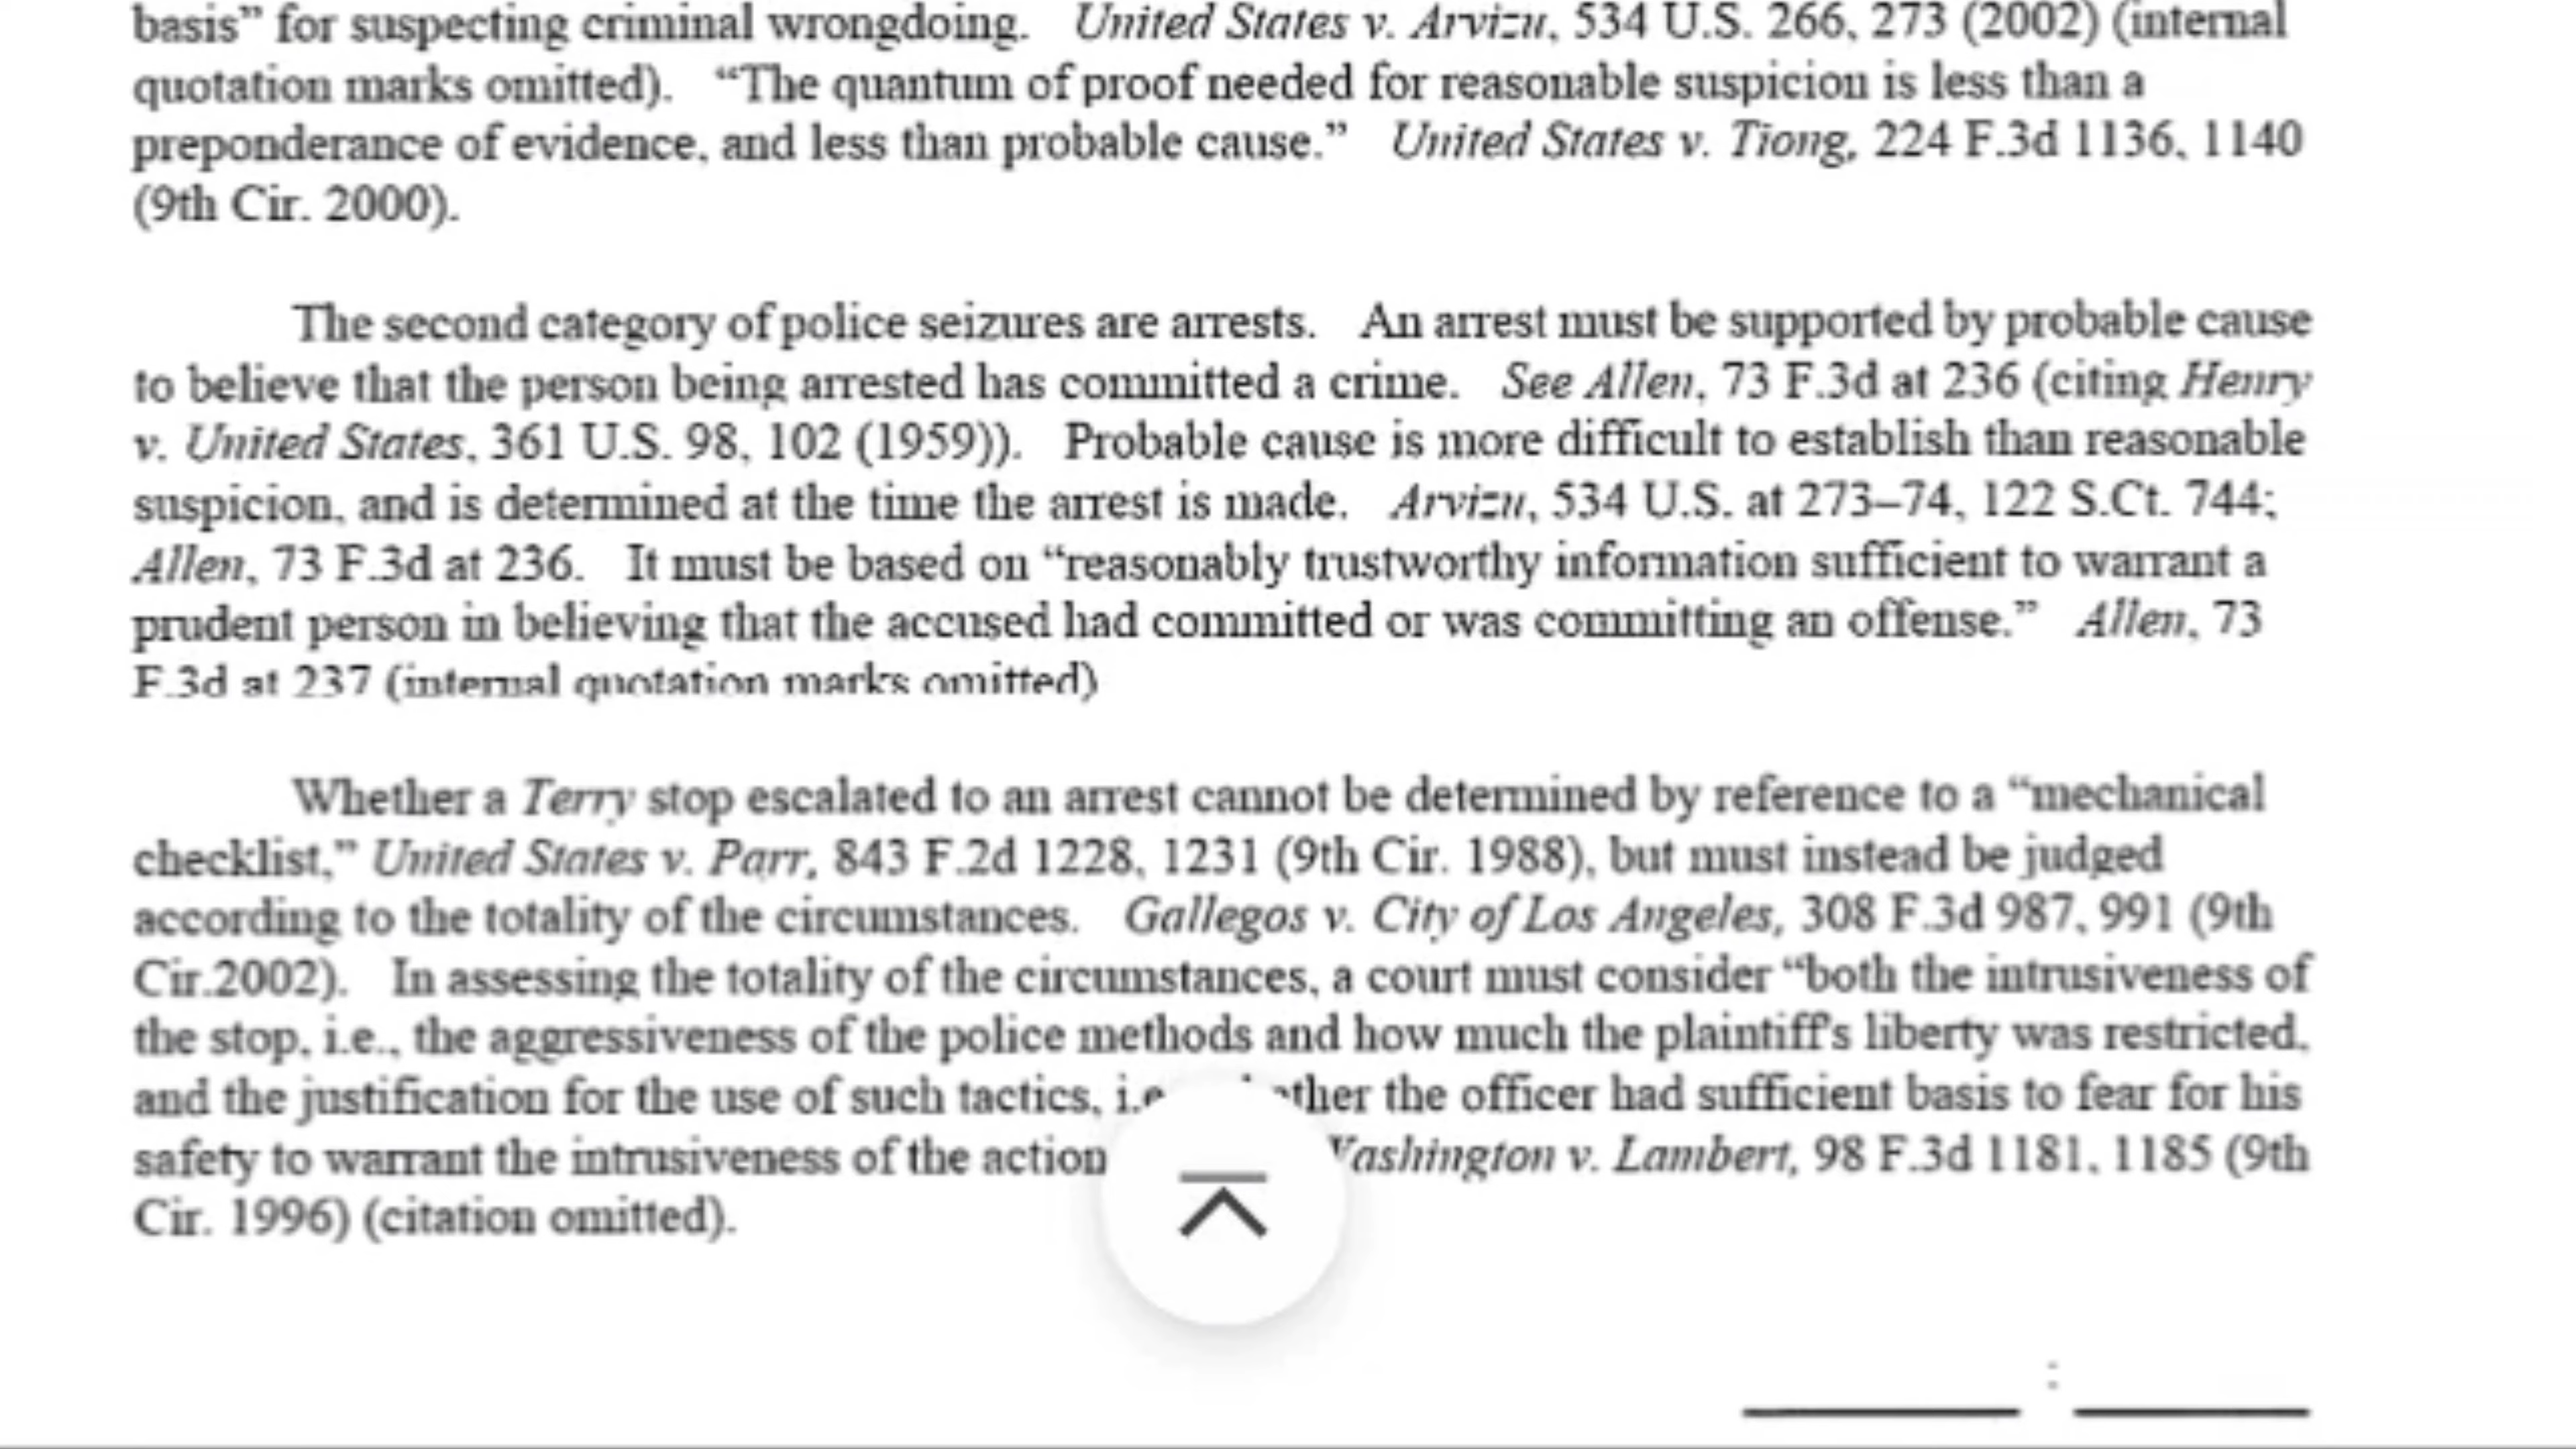 basis” for suspecting criminal wrongdoing. United States v. Arvizu, 534 U.S. 266, 273 (2002) (internal
quotation marks omitted). “The quantum of proof needed for reasonable suspicion is less than a
preponderance of evidence, and less than probable cause.” United States v. Tiong, 224 F.3d 1136, 1140
(9th Cir. 2000).
The second category of police seizures are arrests. An arrest must be supported by probable cause
to believe that the person being arrested has committed a crime. See Allen, 73 F.3d at 236 (citing Henry
v. United States, 361 U.S. 98, 102 (1959)). Probable cause is more difficult to establish than reasonable
suspicion, and is determined at the time the arrest is made. Arvizu, 534 U.S. at 273–74, 122 S.Ct. 744;
Allen, 73 F.3d at 236. It must be based on “reasonably trustworthy information sufficient to warrant a
prudent person in believing that the accused had committed or was committing an offense.” Allen, 73
F.3d at 237 (internal quotation marks omitted)
Whether a Terry stop escalated to an arrest cannot be determined by reference to a “mechanical
checklist,” United States v. Parr, 843 F.2d 1228, 1231 (9th Cir. 1988), but must instead be judged
according to the totality of the circumstances. Gallegos v. City of Los Angeles, 308 F.3d 987, 991 (9th
Cir.2002). In assessing the totality of the circumstances, a court must consider “both the intrusiveness of
the stop, i.e., the aggressiveness of the police methods and how much the plaintiff's liberty was restricted,
and the justification for the use of such tactics, i.e the officer had sufficient basis to fear for his
safety to warrant the intrusiveness of the action Washington v. Lambert, 98 F.3d 1181, 1185 (9th
Cir. 1996) (citation omitted).